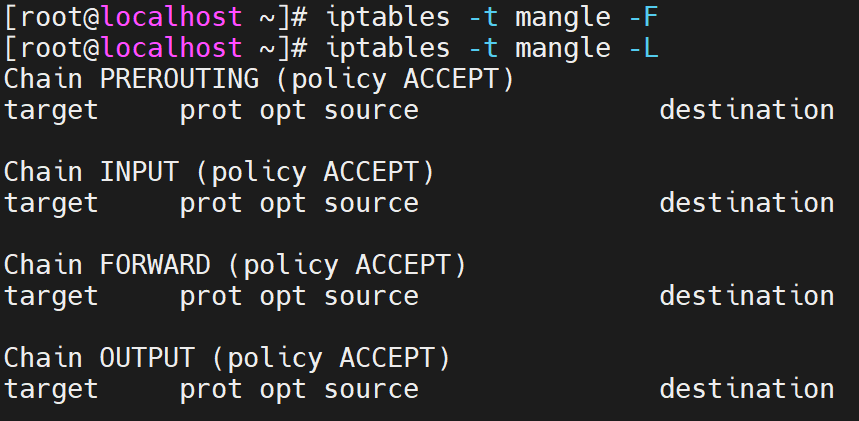 [root@localhost ~]# iptables -t mangle -F
[root@localhost ~]# iptables -t mangle -L
Chain PREROUTING (policy ACCEPT)
target     prot opt source               destination

Chain INPUT (policy ACCEPT)
target     prot opt source               destination

Chain FORWARD (policy ACCEPT)
target     prot opt source               destination

Chain OUTPUT (policy ACCEPT)
target     prot opt source               destination